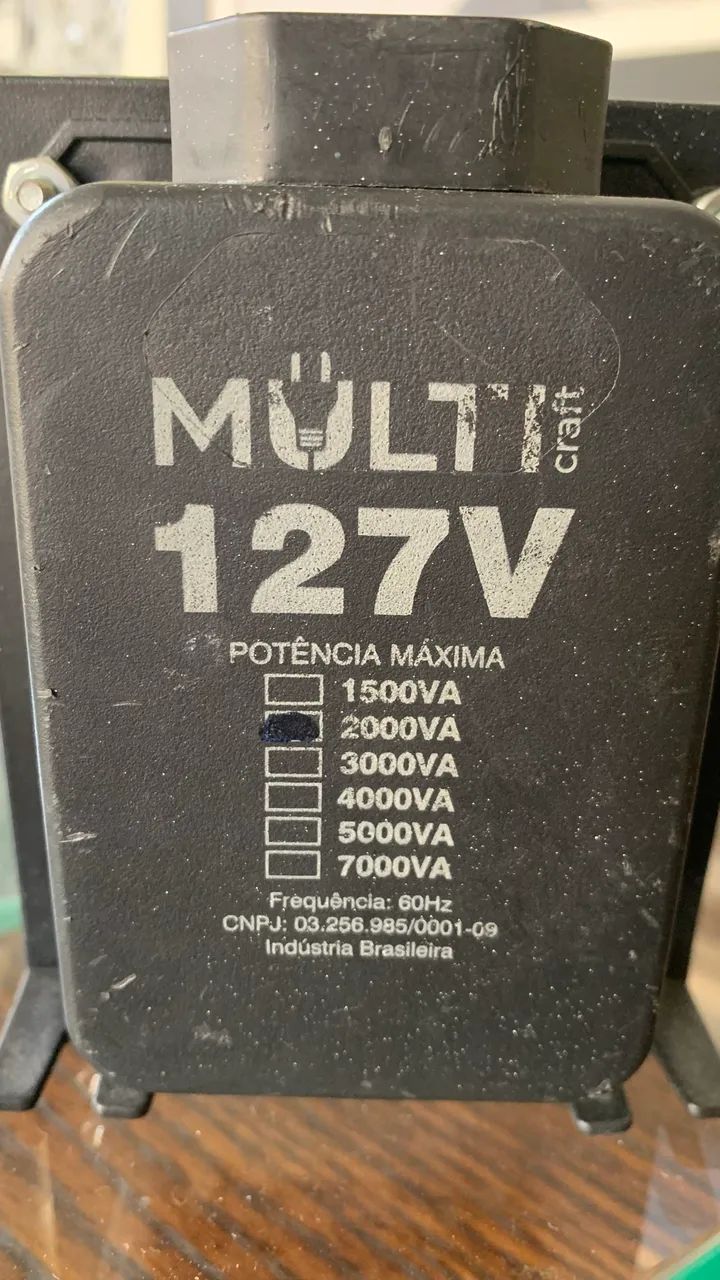 MULTI craft
127V
POTÊNCIA MÁXIMA
1500VA
2000VA
3000VA
4000VA
5000VA
7000VA
Frequência: 60Hz
CNPJ: 03.256.985/0001-09
Indústria Brasileira